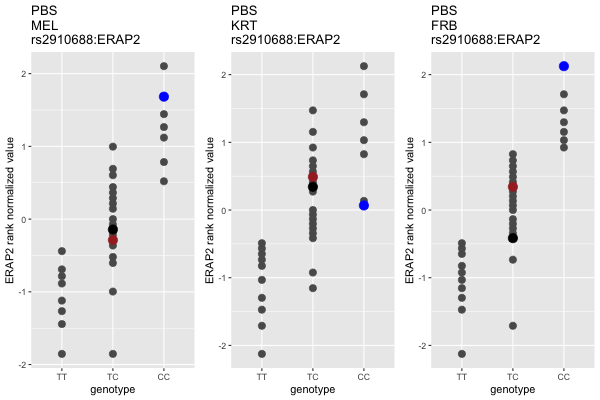 PBS
MEL
rs2910688:ERAP2
ERAP2 rank normalized value
2
1
0
-1
-2
TT
TC
CC
genotype
PBS
KRT
rs2910688:ERAP2
ERAP2 rank normalized value
2
1
0
-1
-2
TT
TC
CC
genotype
PBS
FRB
rs2910688:ERAP2
ERAP2 rank normalized value
2
1
0
-1
-2
TT
TC
CC
genotype